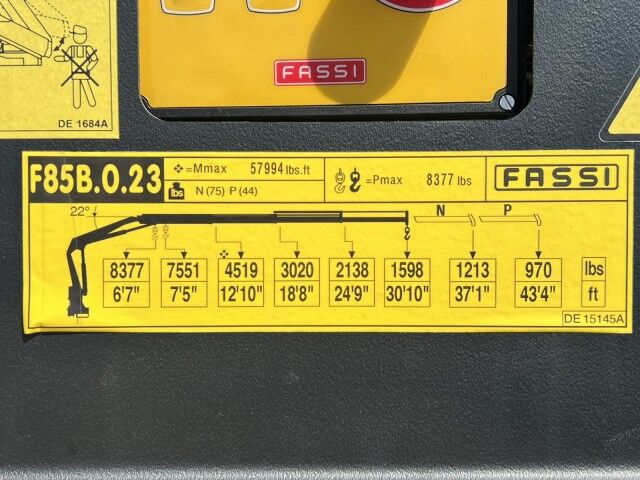 FASSI
DE 1684A
F85B.0.23
❖=Mmax 57994 lbs.ft
lbs N (75) P (44)
=Pmax 8377 lbs
FASSI
22° N P
8377 7551 ❖4519 3020 2138 1598 1213 970 lbs
6'7" 7'5" 12'10" 18'8" 24'9" 30'10" 37'1" 43'4" ft
DE 15145A